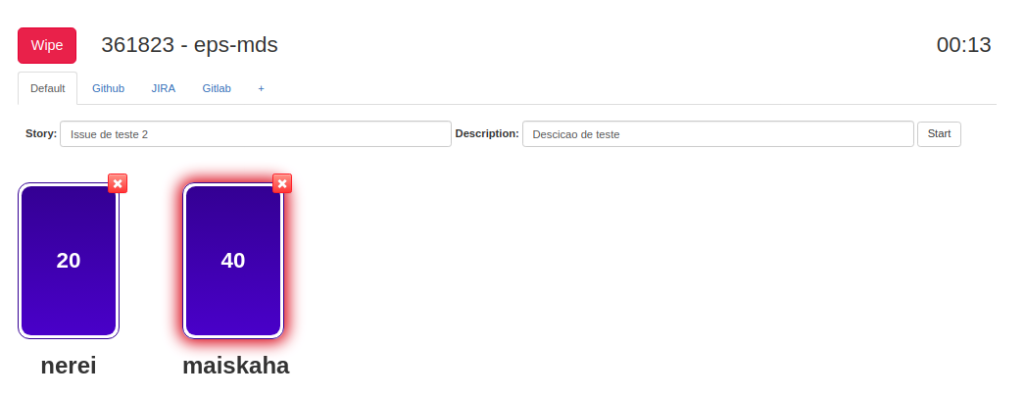 Wipe 361823 - eps-mds 00:13
Default Github JIRA Gitlab +
Story: Issue de teste 2 Description: Descicao de teste Start
20 40
nerei maiskaha